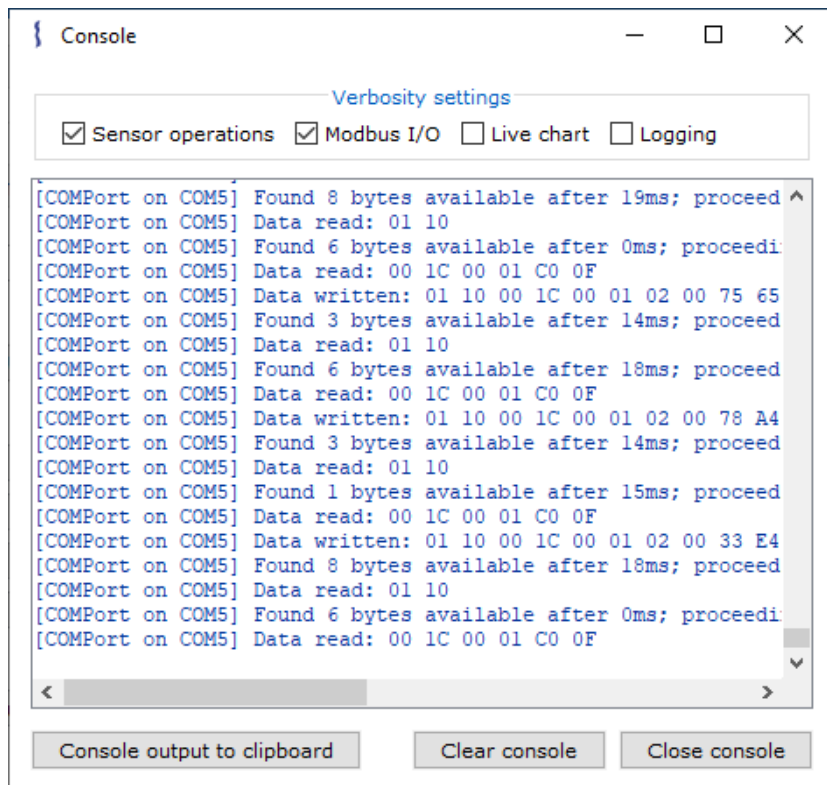 Console
Verbosity settings
Sensor operations Modbus I/O Live chart Logging
[COMPort on COM5] Found 8 bytes available after 19ms; proceed
[COMPort on COM5] Data read: 01 10
[COMPort on COM5] Found 6 bytes available after 0ms; proceedi
[COMPort on COM5] Data read: 00 1C 00 01 C0 0F
[COMPort on COM5] Data written: 01 10 00 1C 00 01 02 00 75 65
[COMPort on COM5] Found 3 bytes available after 14ms; proceed
[COMPort on COM5] Data read: 01 10
[COMPort on COM5] Found 6 bytes available after 18ms; proceed
[COMPort on COM5] Data read: 00 1C 00 01 C0 0F
[COMPort on COM5] Data written: 01 10 00 1C 00 01 02 00 78 A4
[COMPort on COM5] Found 3 bytes available after 14ms; proceed
[COMPort on COM5] Data read: 01 10
[COMPort on COM5] Found 1 bytes available after 15ms; proceed
[COMPort on COM5] Data read: 00 1C 00 01 C0 0F
[COMPort on COM5] Data written: 01 10 00 1C 00 01 02 00 33 E4
[COMPort on COM5] Found 8 bytes available after 18ms; proceed
[COMPort on COM5] Data read: 01 10
[COMPort on COM5] Found 6 bytes available after 0ms; proceedi
[COMPort on COM5] Data read: 00 1C 00 01 C0 0F
Console output to clipboard Clear console Close console